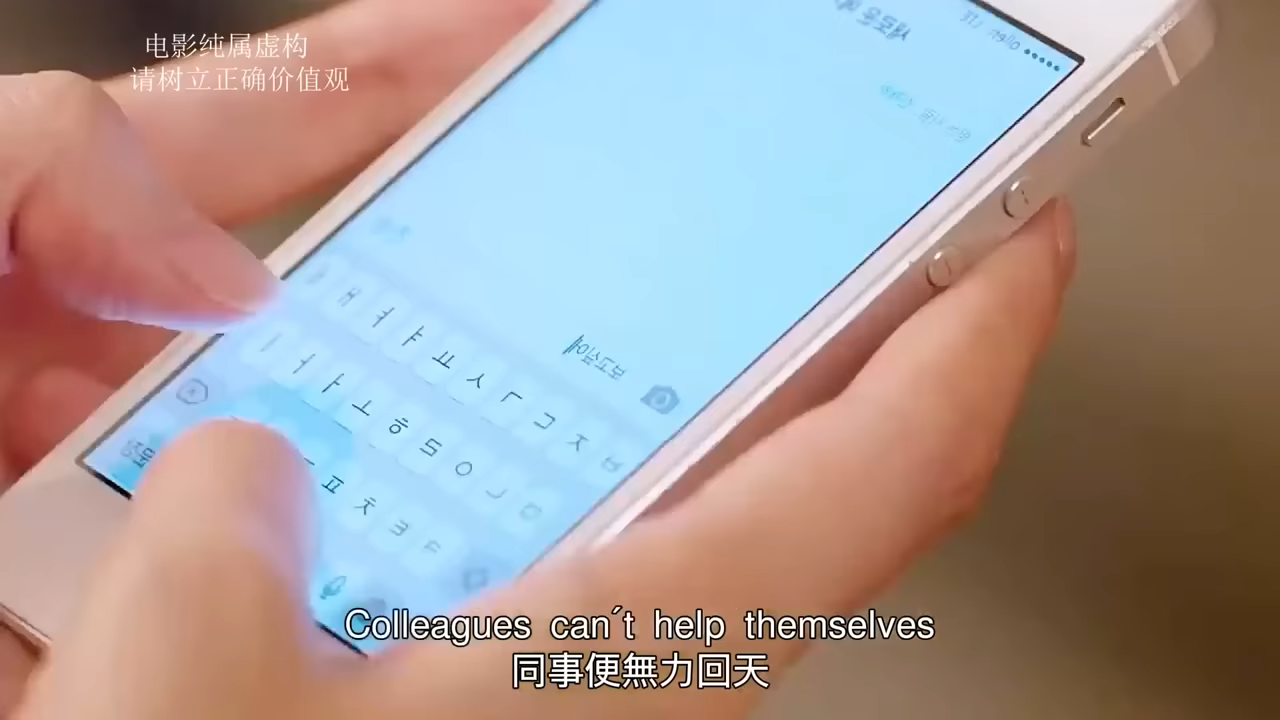 电影纯属虚构
请树立正确价值观
olleh
ㅐ ㅕ ㅑ ㅛ ㅅ ㄱ ㄷ ㅈ ㅂ
ㅣ ㅓ ㅏ ㅗ ㅎ ㄹ ㅇ ㄴ ㅁ
ㅡ ㅍ ㅊ ㅋ ㅌ
Colleagues can´t help themselves
同事便無力回天